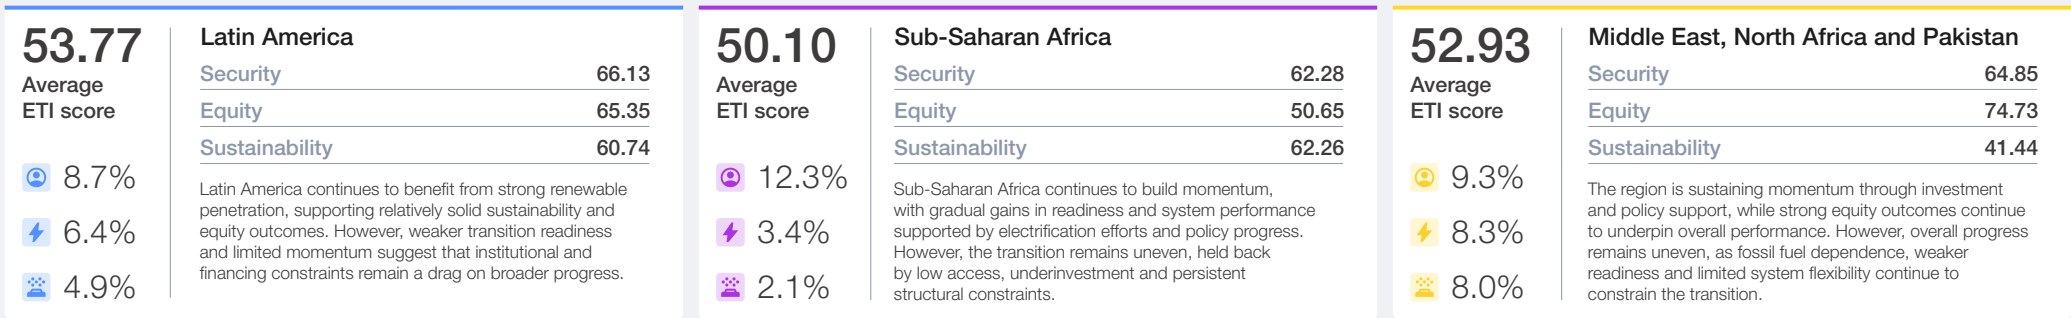 53.77
Average
ETI score
8.7%
6.4%
4.9%
Latin America
Security 66.13
Equity 65.35
Sustainability 60.74
Latin America continues to benefit from strong renewable
penetration, supporting relatively solid sustainability and
equity outcomes. However, weaker transition readiness
and limited momentum suggest that institutional and
financing constraints remain a drag on broader progress.
50.10
Average
ETI score
12.3%
3.4%
2.1%
Sub-Saharan Africa
Security 62.28
Equity 50.65
Sustainability 62.26
Sub-Saharan Africa continues to build momentum,
with gradual gains in readiness and system performance
supported by electrification efforts and policy progress.
However, the transition remains uneven, held back
by low access, underinvestment and persistent
structural constraints.
52.93
Average
ETI score
9.3%
8.3%
8.0%
Middle East, North Africa and Pakistan
Security 64.85
Equity 74.73
Sustainability 41.44
The region is sustaining momentum through investment
and policy support, while strong equity outcomes continue
to underpin overall performance. However, overall progress
remains uneven, as fossil fuel dependence, weaker
readiness and limited system flexibility continue to
constrain the transition.